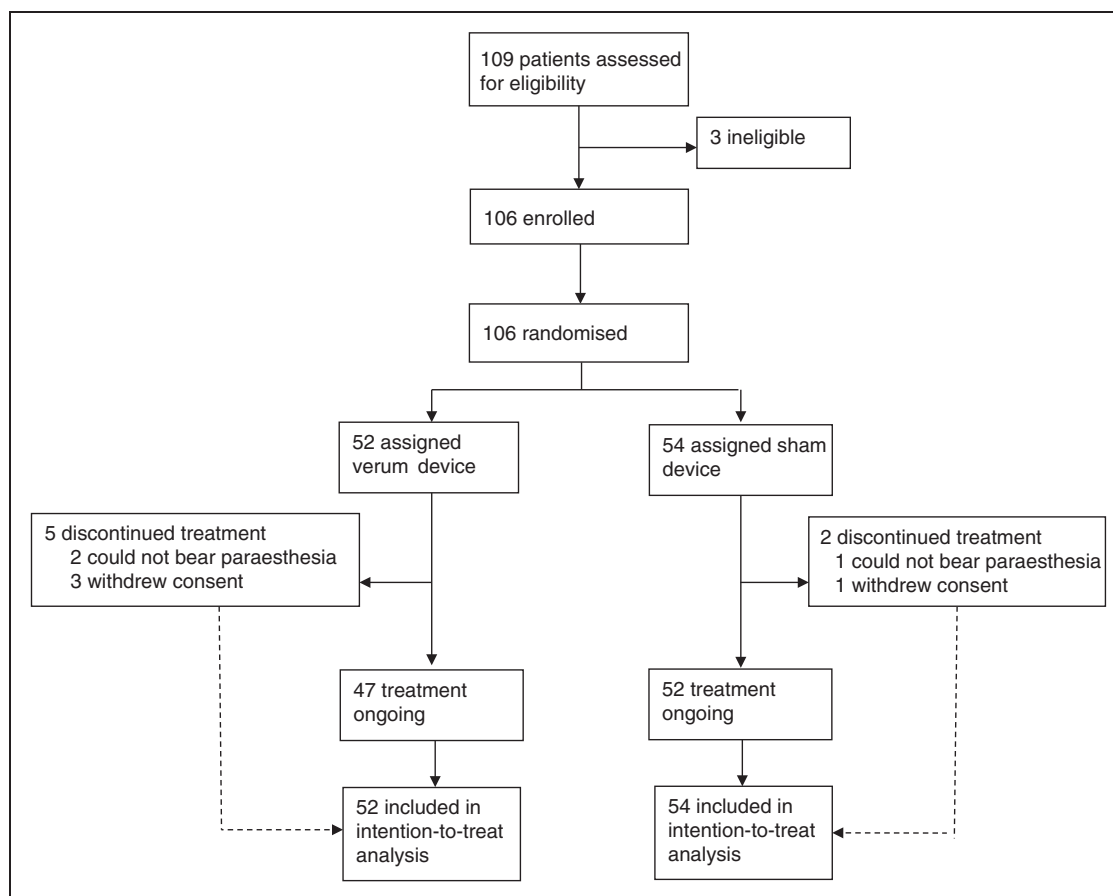 109 patients assessed
for eligibility
3 ineligible
106 enrolled
106 randomised
52 assigned
verum device
54 assigned sham
device
5 discontinued treatment
2 could not bear paraesthesia
3 withdrew consent
2 discontinued treatment
1 could not bear paraesthesia
1 withdrew consent
47 treatment
ongoing
52 treatment
ongoing
52 included in
intention-to-treat
analysis
54 included in
intention-to-treat
analysis